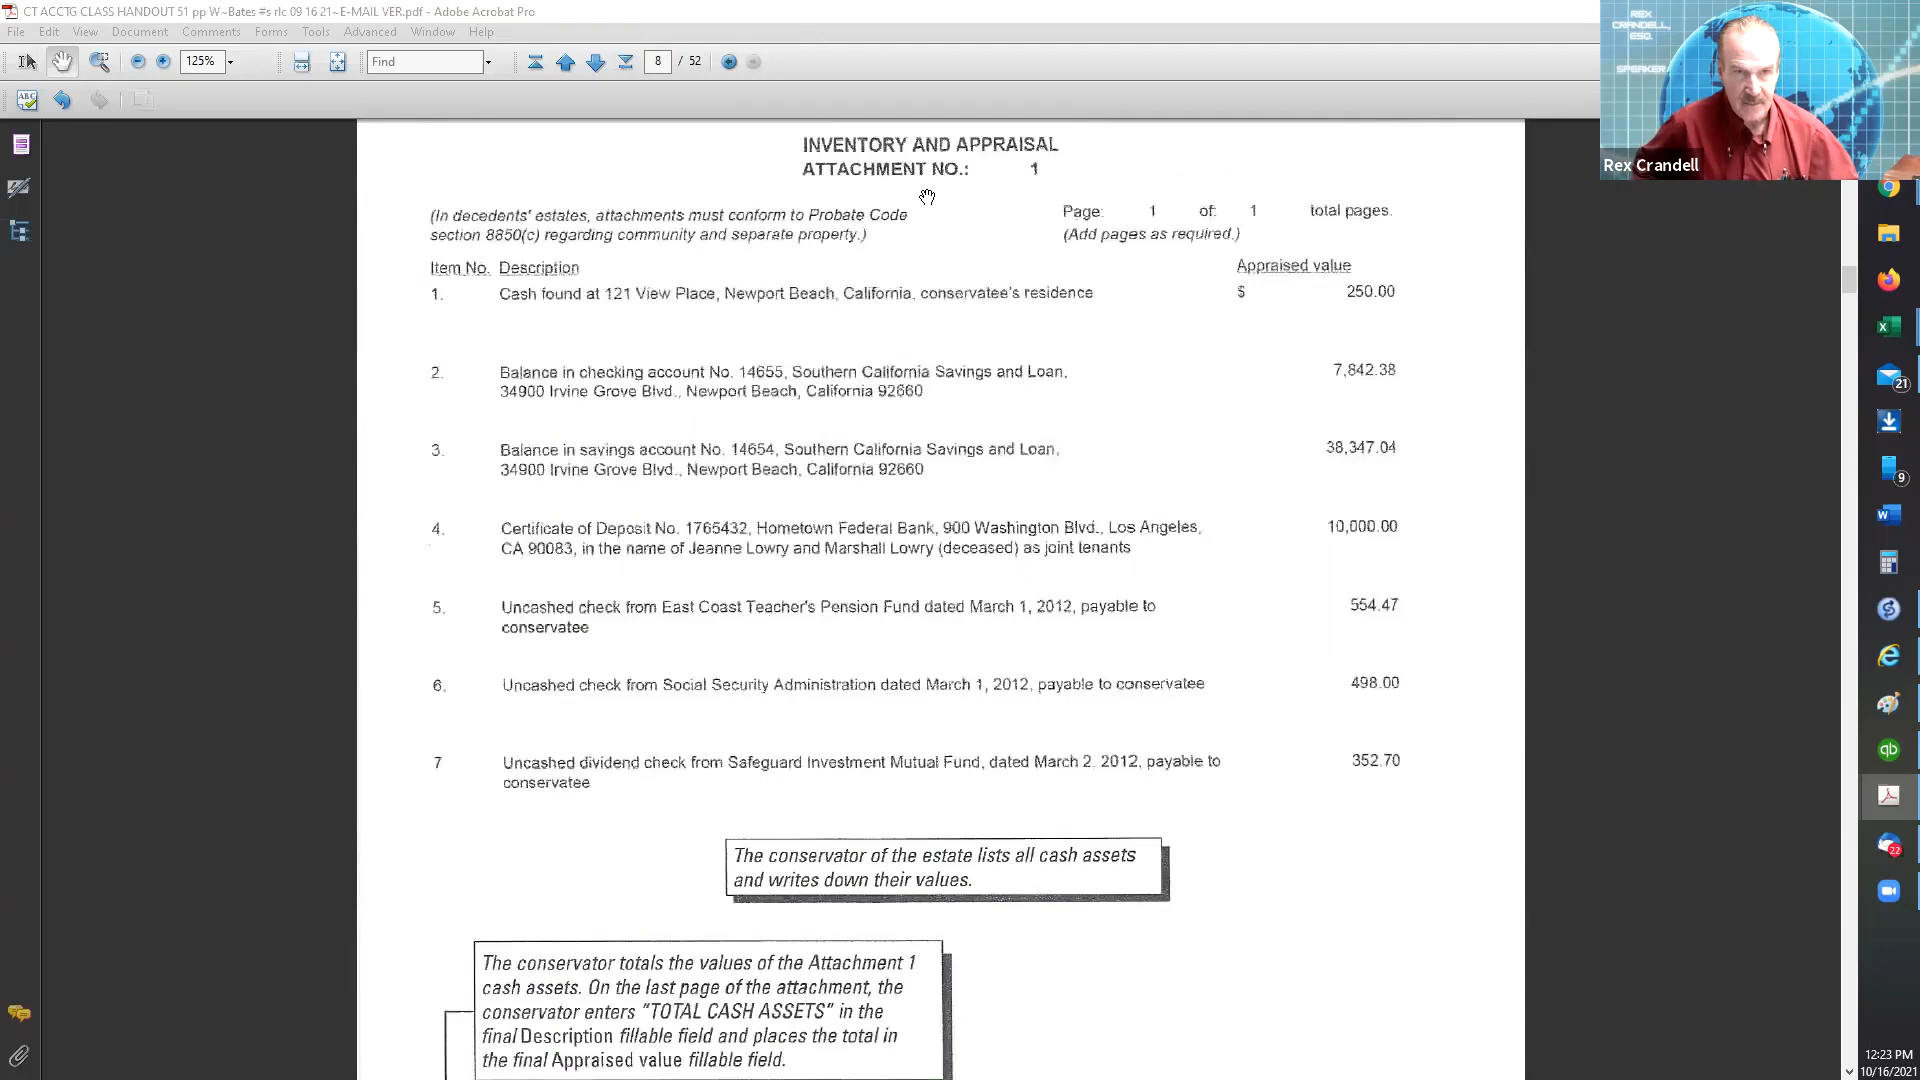 CT ACCTG CLASS HANDOUT 51 pp W~Bates #s rlc 09 16 21~E-MAIL VER.pdf - Adobe Acrobat Pro
File Edit View Document Comments Forms Tools Advanced Window Help
125% Find 8 / 52
REX
CRANDELL,
ESQ.
SPEAKER
Rex Crandell
INVENTORY AND APPRAISAL
ATTACHMENT NO.: 1
(In decedents' estates, attachments must conform to Probate Code
section 8850(c) regarding community and separate property.)
Page: 1 of: 1 total pages.
(Add pages as required.)
Item No. Description Appraised value
1. Cash found at 121 View Place, Newport Beach, California, conservatee's residence $ 250.00
2. Balance in checking account No. 14655, Southern California Savings and Loan, 7,842.38
34900 Irvine Grove Blvd., Newport Beach, California 92660
3. Balance in savings account No. 14654, Southern California Savings and Loan, 38,347.04
34900 Irvine Grove Blvd., Newport Beach, California 92660
4. Certificate of Deposit No. 1765432, Hometown Federal Bank, 900 Washington Blvd., Los Angeles, 10,000.00
CA 90083, in the name of Jeanne Lowry and Marshall Lowry (deceased) as joint tenants
5. Uncashed check from East Coast Teacher's Pension Fund dated March 1, 2012, payable to 554.47
conservatee
6. Uncashed check from Social Security Administration dated March 1, 2012, payable to conservatee 498.00
7 Uncashed dividend check from Safeguard Investment Mutual Fund, dated March 2. 2012, payable to 352.70
conservatee
The conservator of the estate lists all cash assets
and writes down their values.
The conservator totals the values of the Attachment 1
cash assets. On the last page of the attachment, the
conservator enters "TOTAL CASH ASSETS" in the
final Description fillable field and places the total in
the final Appraised value fillable field.
21
9
22
12:23 PM
10/16/2021